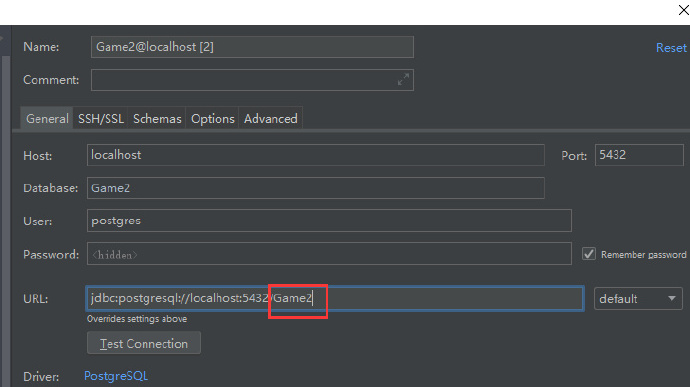 Name: Game2@localhost [2] Reset
Comment:
General SSH/SSL Schemas Options Advanced
Host: localhost Port: 5432
Database: Game2
User: postgres
Password: <hidden> Remember password
URL: jdbc:postgresql://localhost:5432/Game2 default
Overrides settings above
Test Connection
Driver: PostgreSQL